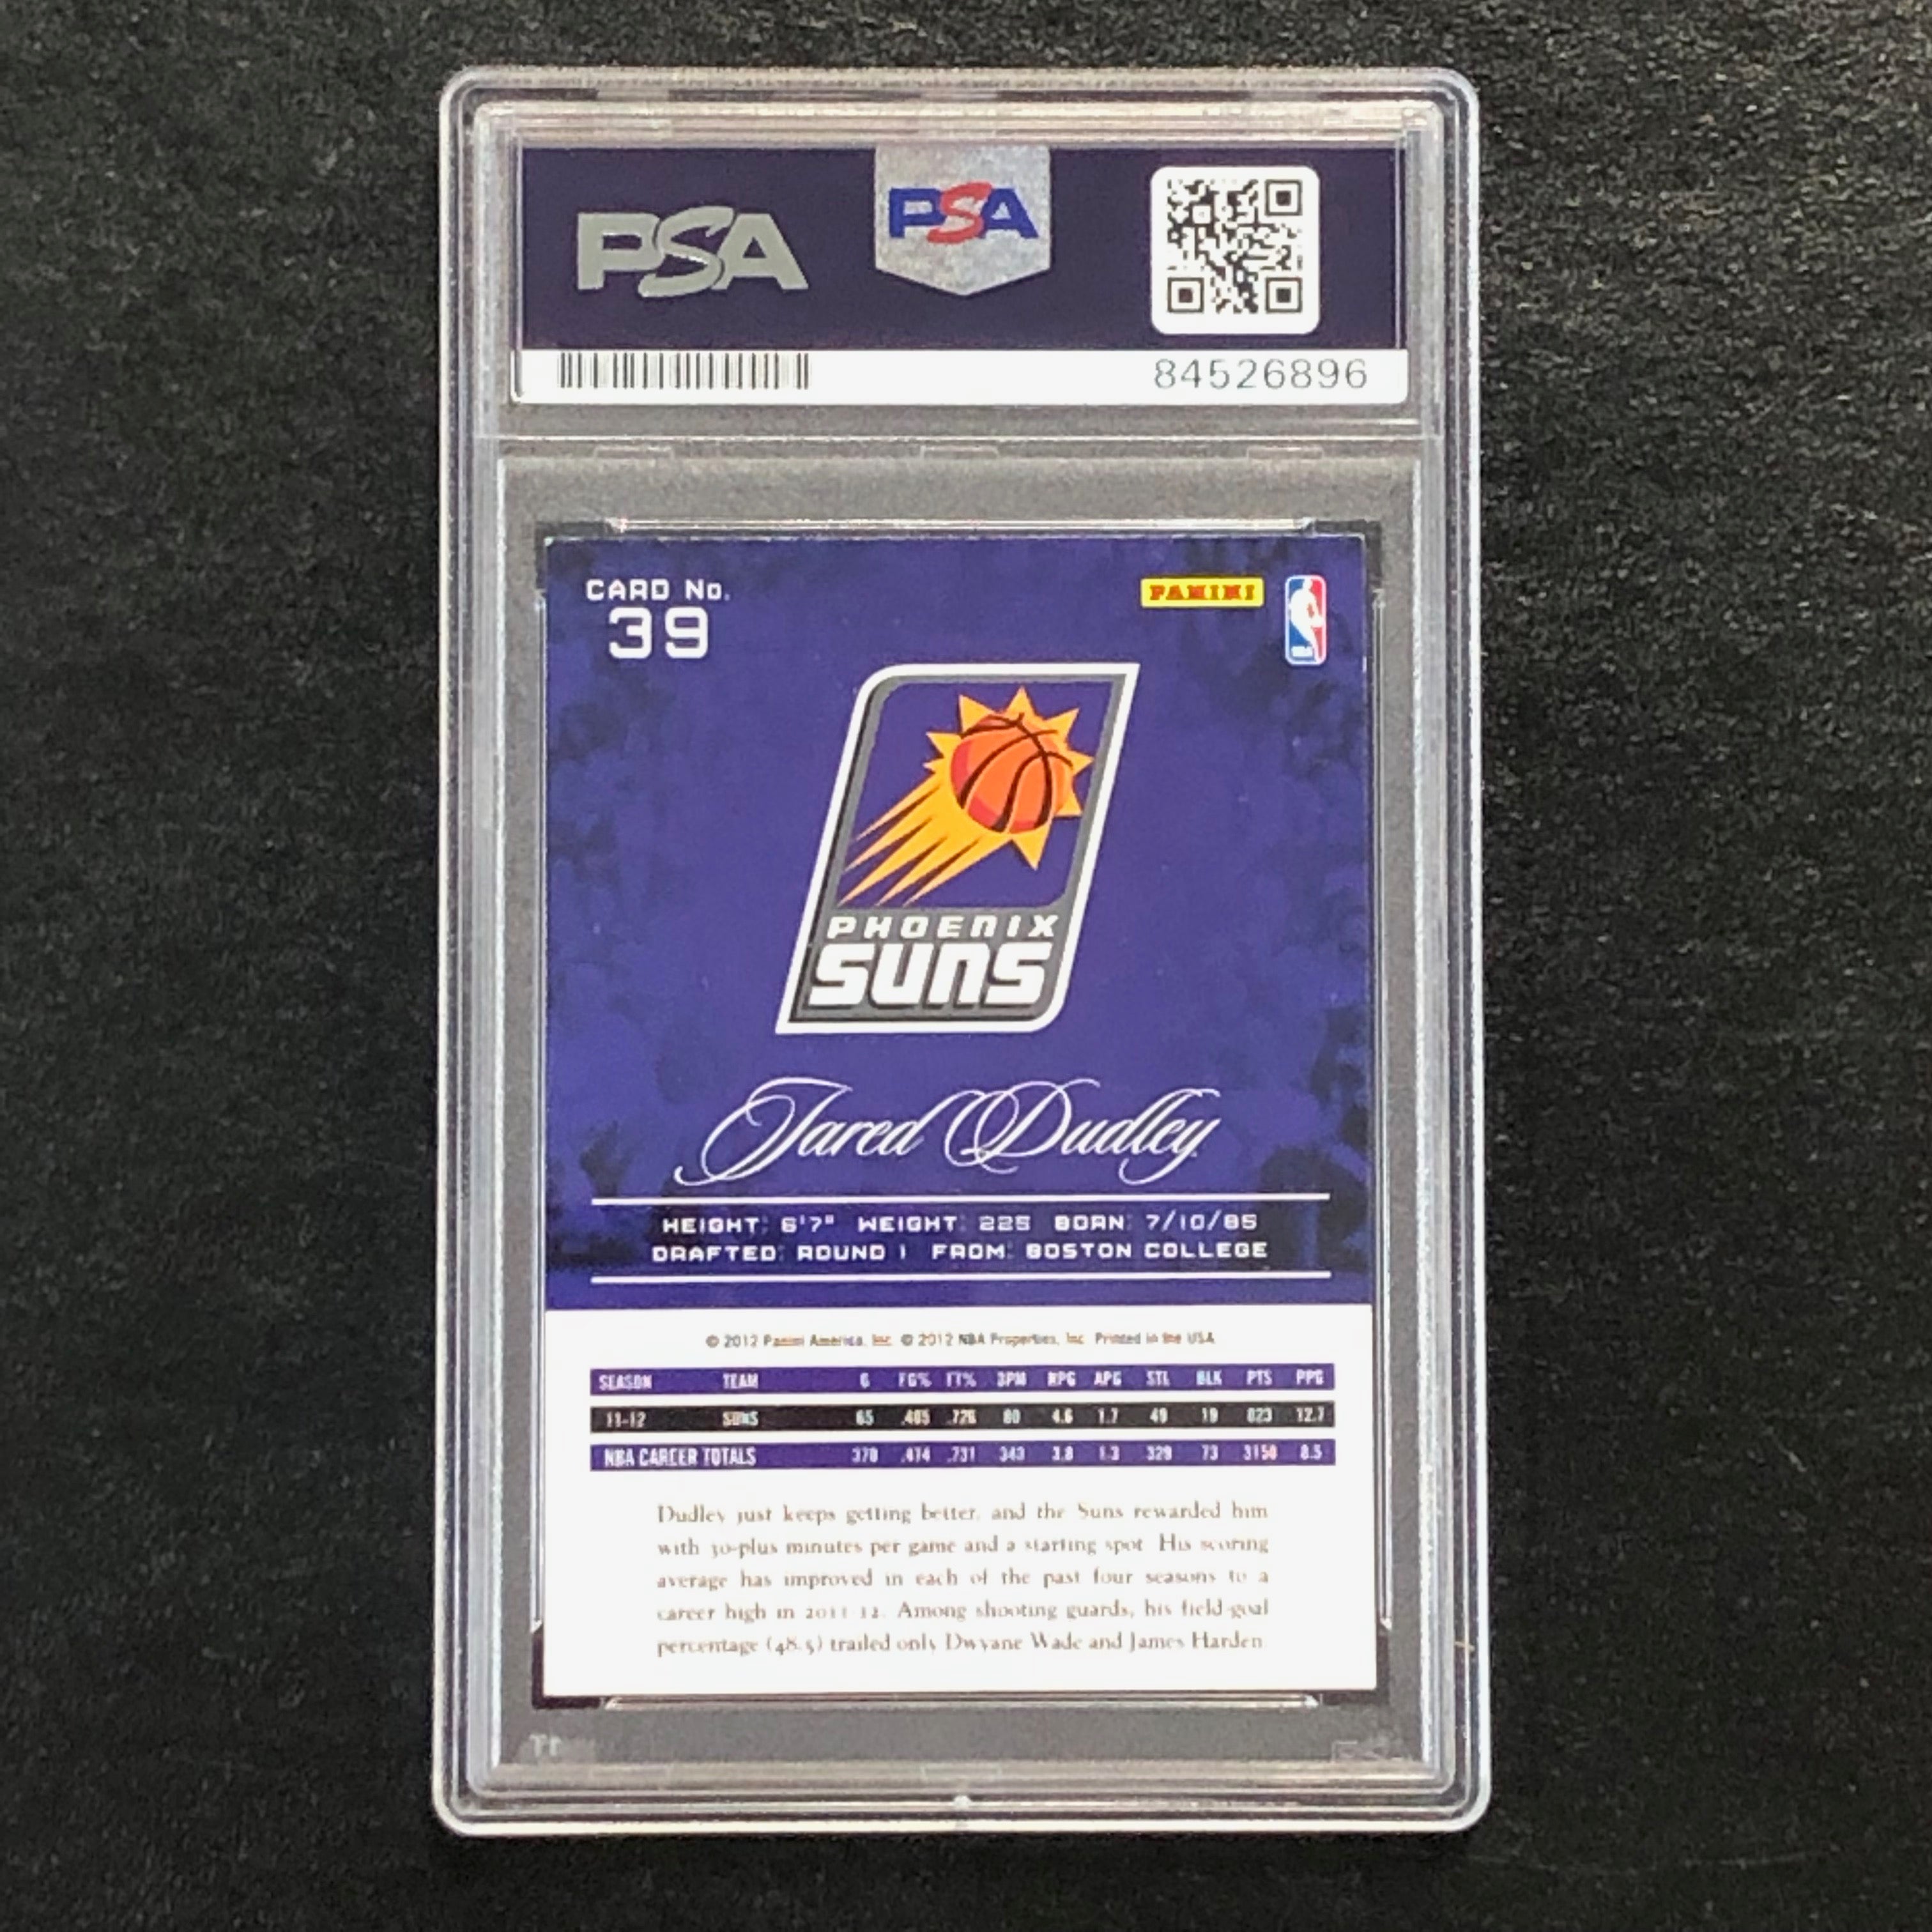 PSA
PSA
84526896
CARD No.
39
PANINI
PHOENIX
SUNS
Jared Dudley
HEIGHT: 6'7" WEIGHT: 225 BORN: 7/10/85
DRAFTED: ROUND 1 FROM: BOSTON COLLEGE
© 2012 Panini America, Inc. © 2012 NBA Properties, Inc. Printed in the USA
SEASON TEAM G FG% FT% 3PM RPG APG STL BLK PTS PPG
11-12 SUNS 65 .485 .726 80 4.6 1.7 49 19 823 12.7
NBA CAREER TOTALS 370 .474 .731 343 3.8 1.3 329 73 3150 8.5
Dudley just keeps getting better, and the Suns rewarded him
with 30-plus minutes per game and a starting spot. His scoring
average has improved in each of the past four seasons to a
career high in 2011-12. Among shooting guards, his field-goal
percentage (48.5) trailed only Dwyane Wade and James Harden.